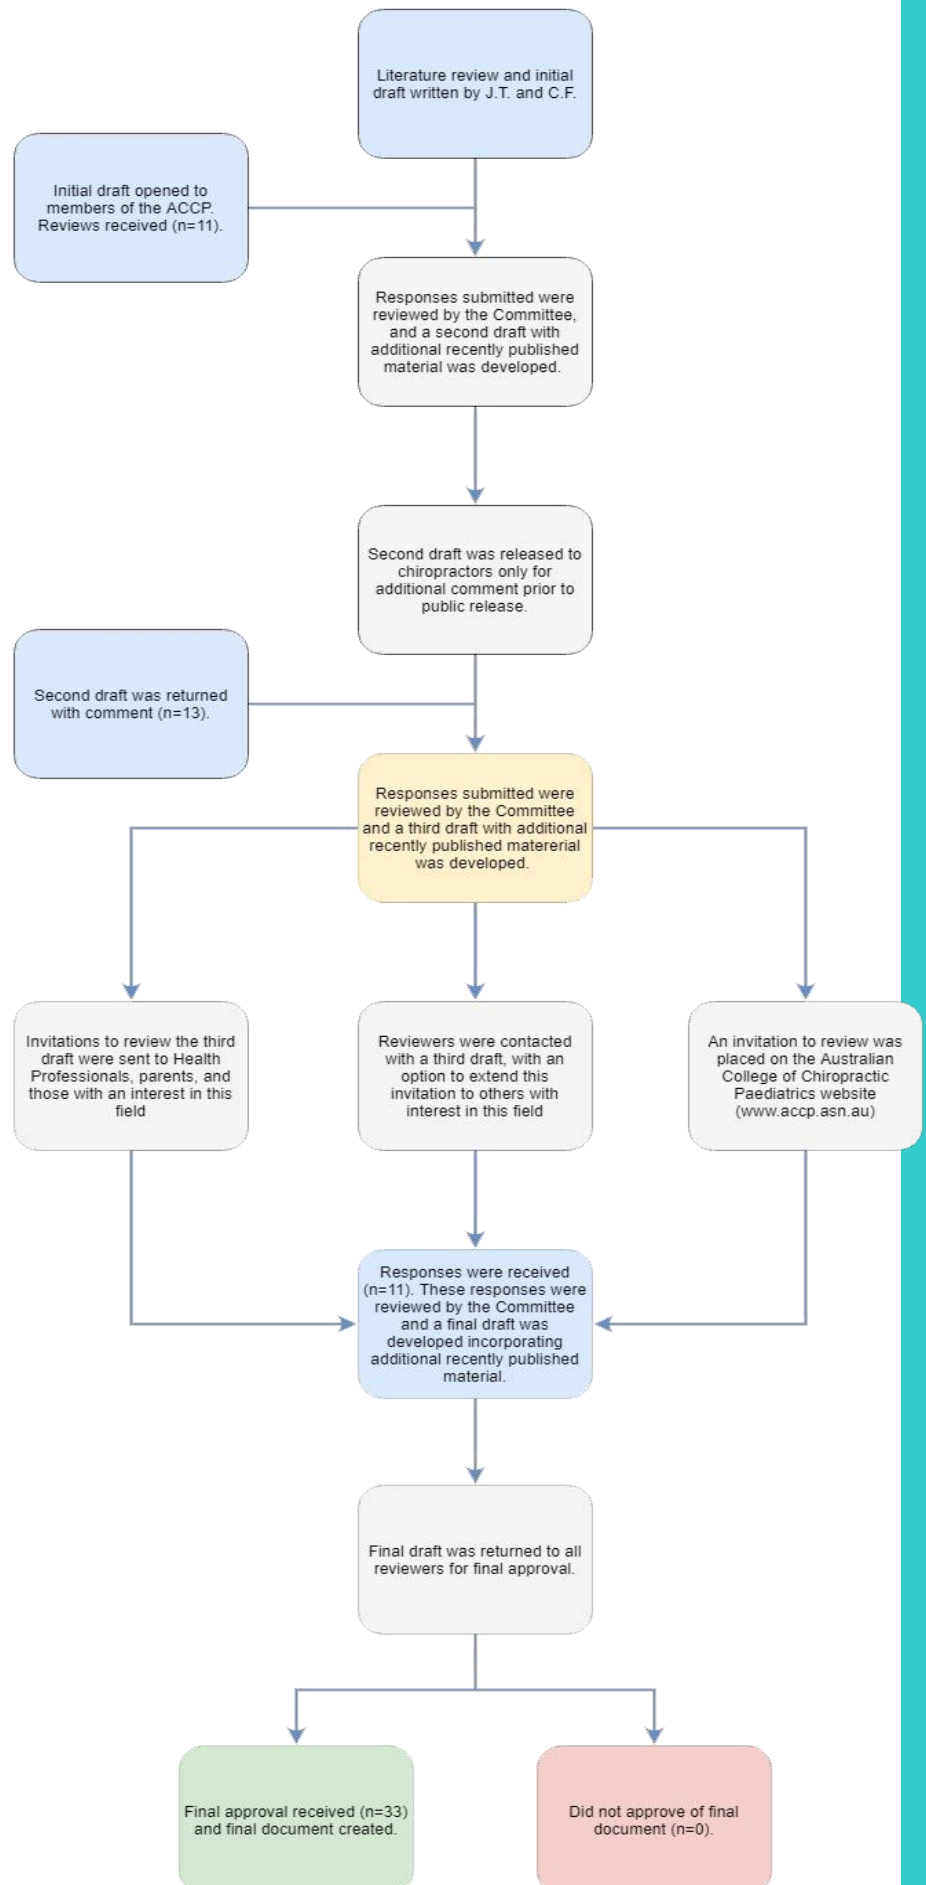 Literature review and initial
draft written by J.T. and C.F.
Initial draft opened to
members of the ACCP.
Reviews received (n=11).
Responses submitted were
reviewed by the Committee,
and a second draft with
additional recently published
material was developed.
Second draft was released to
chiropractors only for
additional comment prior to
public release.
Second draft was returned
with comment (n=13).
Responses submitted were
reviewed by the Committee
and a third draft with additional
recently published matererial
was developed.
Invitations to review the third
draft were sent to Health
Professionals, parents, and
those with an interest in this
field
Reviewers were contacted
with a third draft, with an
option to extend this
invitation to others with
interest in this field
An invitation to review was
placed on the Australian
College of Chiropractic
Paediatrics website
(www.accp.asn.au)
Responses were received
(n=11). These responses were
reviewed by the Committee
and a final draft was
developed incorporating
additional recently published
material.
Final draft was returned to all
reviewers for final approval.
Final approval received (n=33)
and final document created.
Did not approve of final
document (n=0).